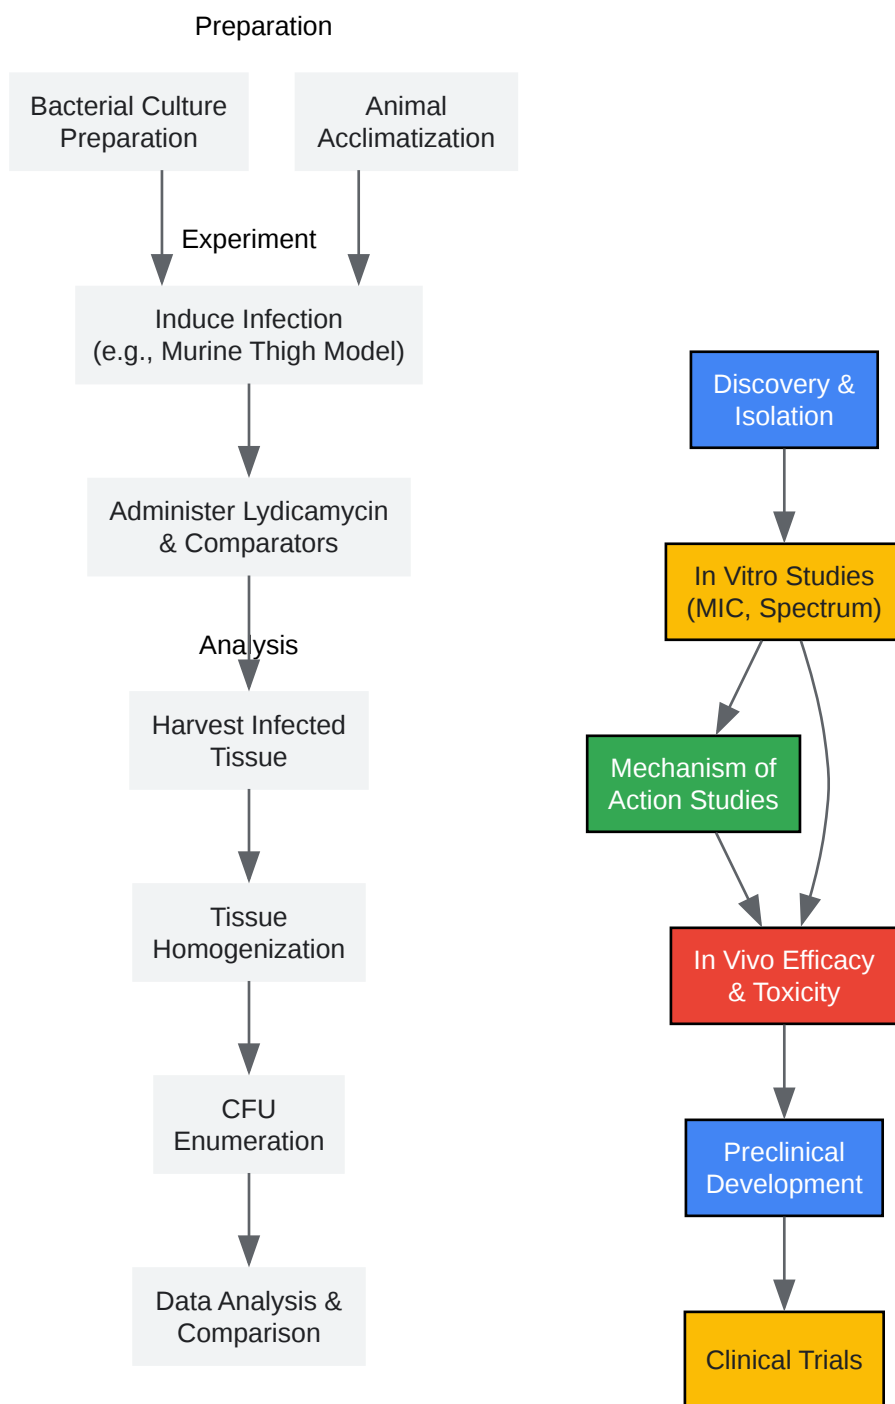 Preparation
Bacterial Culture
Preparation
Animal
Acclimatization
Experiment
Induce Infection
(e.g., Murine Thigh Model)
Administer Lydicamycin
& Comparators
Analysis
Harvest Infected
Tissue
Tissue
Homogenization
CFU
Enumeration
Data Analysis &
Comparison
Discovery &
Isolation
In Vitro Studies
(MIC, Spectrum)
Mechanism of
Action Studies
In Vivo Efficacy
& Toxicity
Preclinical
Development
Clinical Trials